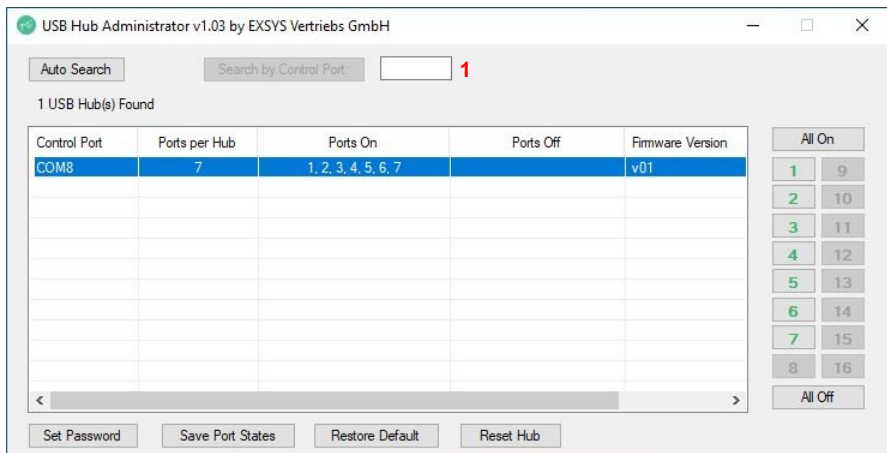 USB Hub Administrator v1.03 by EXSYS Vertriebs GmbH
Auto Search Search by Control Port: 1
1 USB Hub(s) Found
Control Port Ports per Hub Ports On Ports Off Firmware Version All On
COM8 7 1, 2, 3, 4, 5, 6, 7 v01
1 9
2 10
3 11
4 12
5 13
6 14
7 15
8 16
All Off
Set Password Save Port States Restore Default Reset Hub